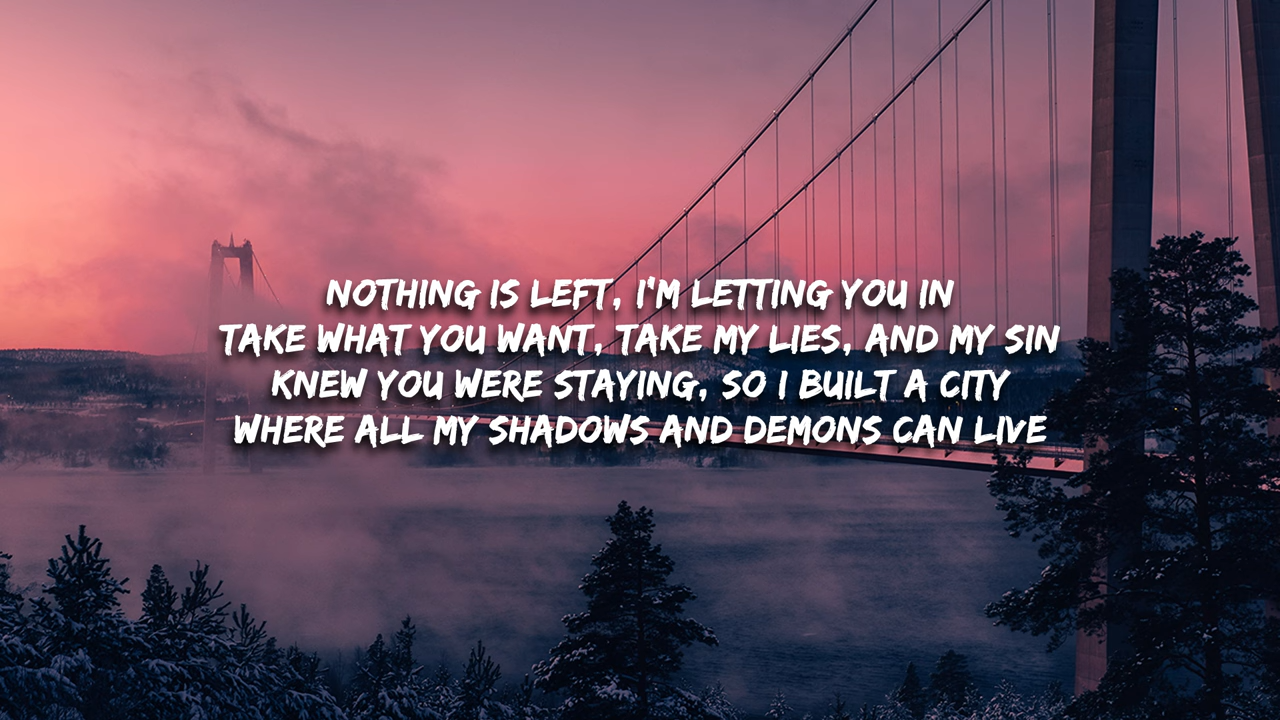 NOTHING IS LEFT, I'M LETTING YOU IN
TAKE WHAT YOU WANT, TAKE MY LIES, AND MY SIN
KNEW YOU WERE STAYING, SO I BUILT A CITY
WHERE ALL MY SHADOWS AND DEMONS CAN LIVE